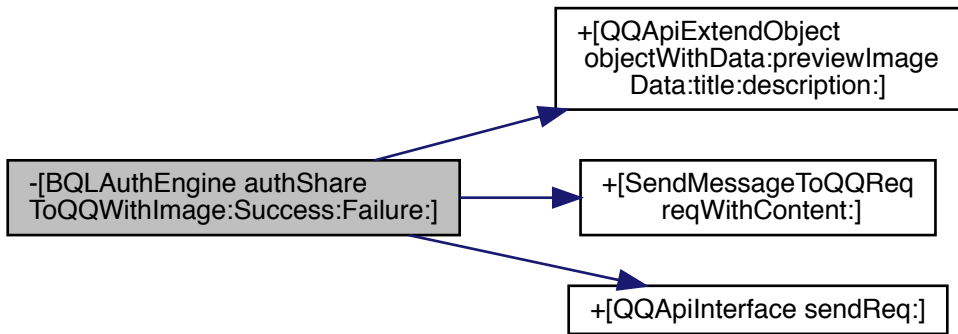 +[QQApiExtendObject
objectWithData:previewImage
Data:title:description:]
-[BQLAuthEngine authShare
ToQQWithImage:Success:Failure:]
+[SendMessageToQQReq
reqWithContent:]
+[QQApiInterface sendReq:]